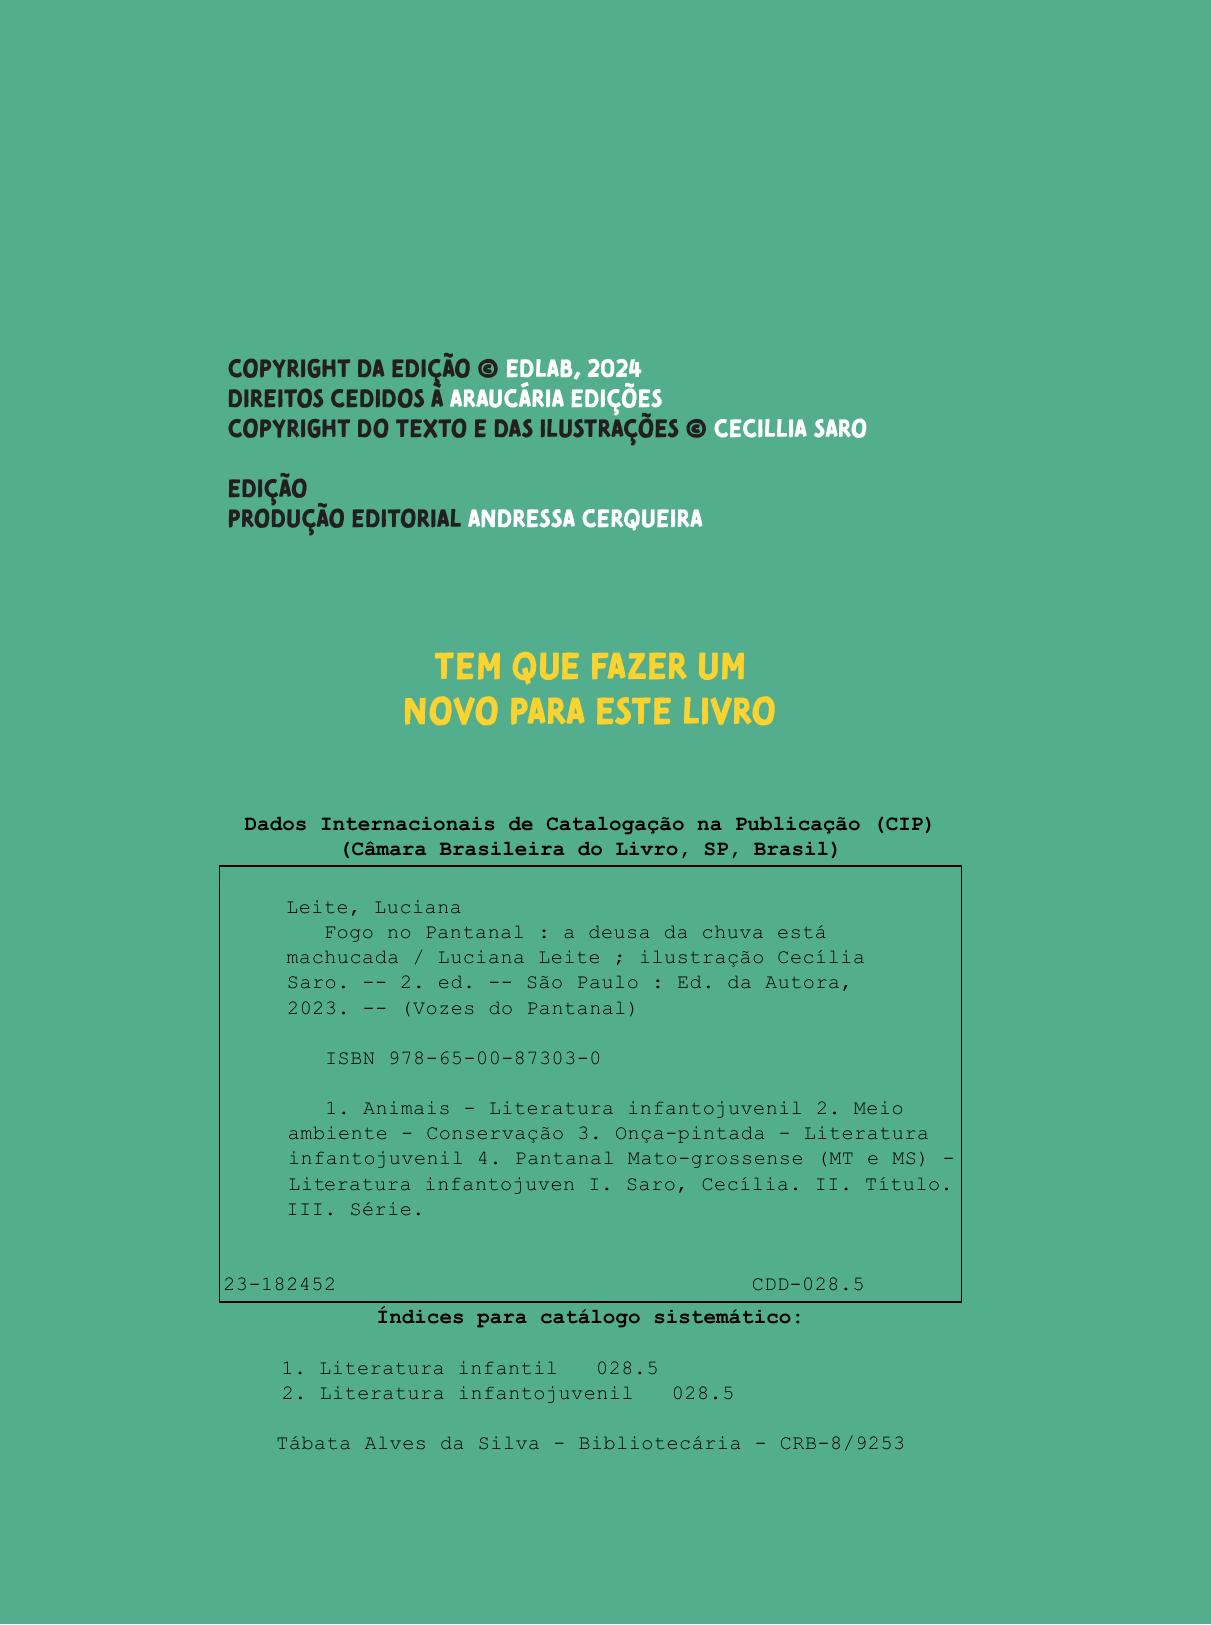 COPYRIGHT DA EDIÇÃO © EDLAB, 2024
DIREITOS CEDIDOS À ARAUCÁRIA EDIÇÕES
COPYRIGHT DO TEXTO E DAS ILUSTRAÇÕES © CECILLIA SARO
EDIÇÃO
PRODUÇÃO EDITORIAL ANDRESSA CERQUEIRA
TEM QUE FAZER UM
NOVO PARA ESTE LIVRO
Dados Internacionais de Catalogação na Publicação (CIP)
(Câmara Brasileira do Livro, SP, Brasil)
Leite, Luciana
Fogo no Pantanal : a deusa da chuva está
machucada / Luciana Leite ; ilustração Cecília
Saro. -- 2. ed. -- São Paulo : Ed. da Autora,
2023. -- (Vozes do Pantanal)
ISBN 978-65-00-87303-0
1. Animais - Literatura infantojuvenil 2. Meio
ambiente - Conservação 3. Onça-pintada - Literatura
infantojuvenil 4. Pantanal Mato-grossense (MT e MS) -
Literatura infantojuven I. Saro, Cecília. II. Título.
III. Série.
23-182452 CDD-028.5
Índices para catálogo sistemático:
1. Literatura infantil 028.5
2. Literatura infantojuvenil 028.5
Tábata Alves da Silva - Bibliotecária - CRB-8/9253